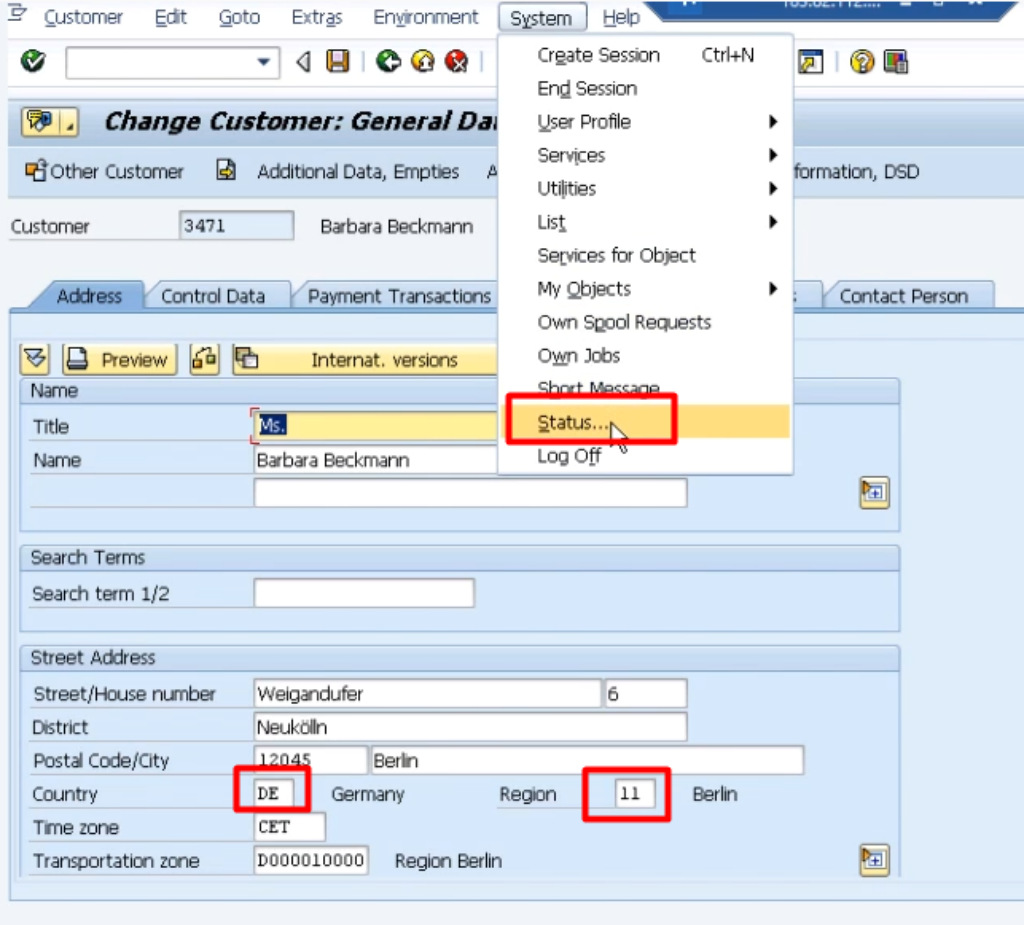 Customer Edit Goto Extras Environment System Help
Create Session Ctrl+N
End Session
User Profile
Services
Utilities
List
Services for Object
My Objects
Own Spool Requests
Own Jobs
Short Message
Status...
Log Off
Change Customer: General Da
Other Customer Additional Data, Empties A formation, DSD
Customer 3471 Barbara Beckmann
Address Control Data Payment Transactions Contact Person
Preview Internat. versions
Name
Title Ms.
Name Barbara Beckmann
Search Terms
Search term 1/2
Street Address
Street/House number Weigandufer 6
District Neukölln
Postal Code/City 12045 Berlin
Country DE Germany Region 11 Berlin
Time zone CET
Transportation zone D000010000 Region Berlin